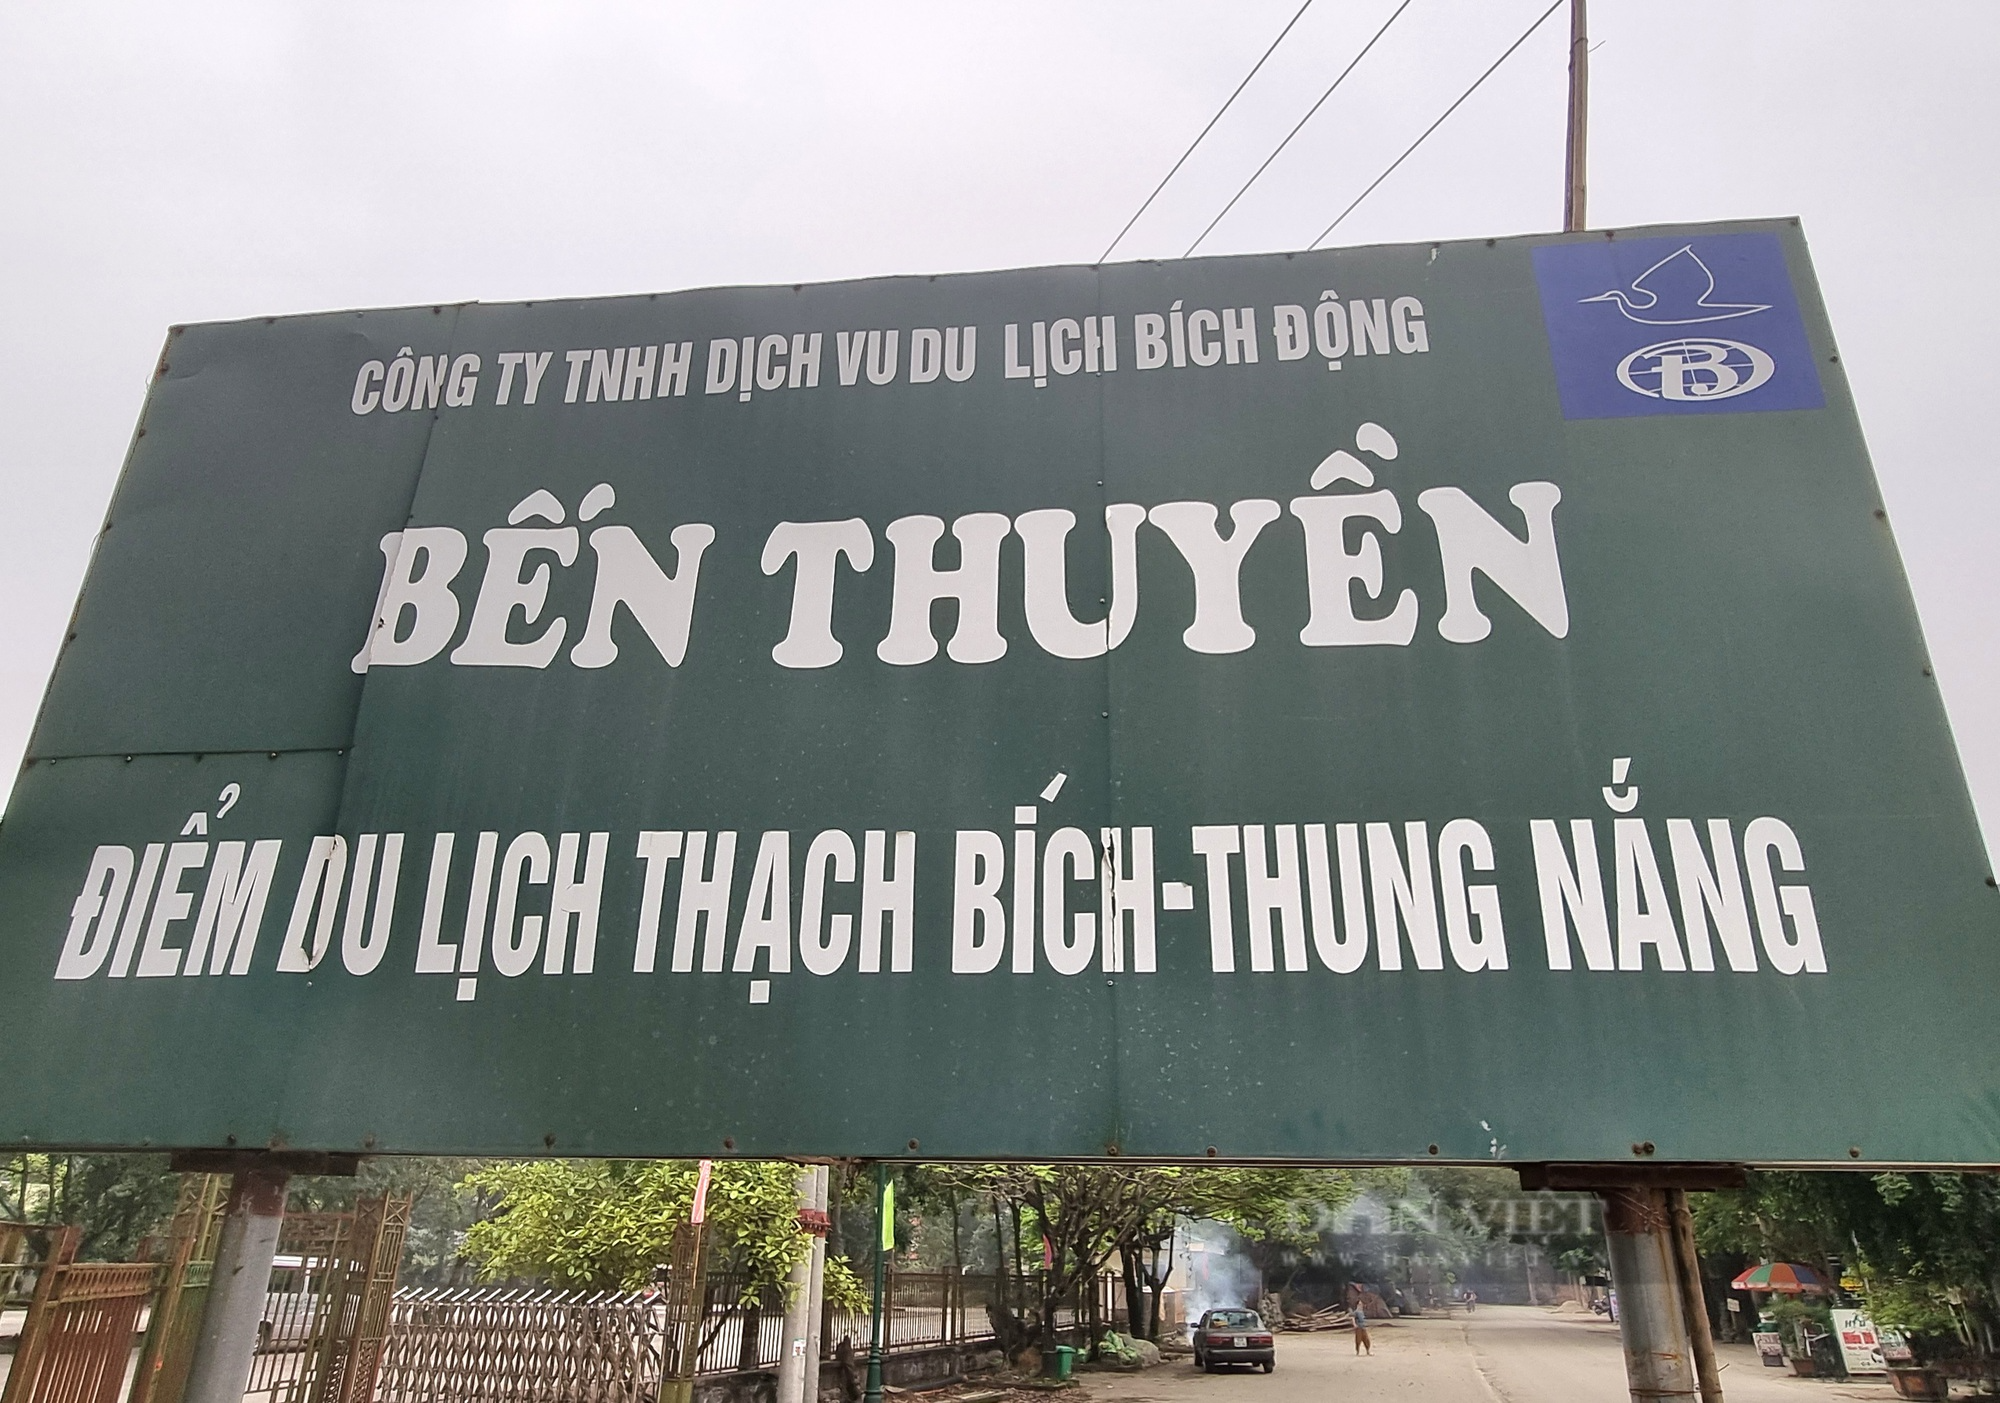 CÔNG TY TNHH DỊCH VU DU LỊCH BÍCH ĐỘNG
BẾN THUYỀN
ĐIỂM DU LỊCH THẠCH BÍCH-THUNG NẮNG